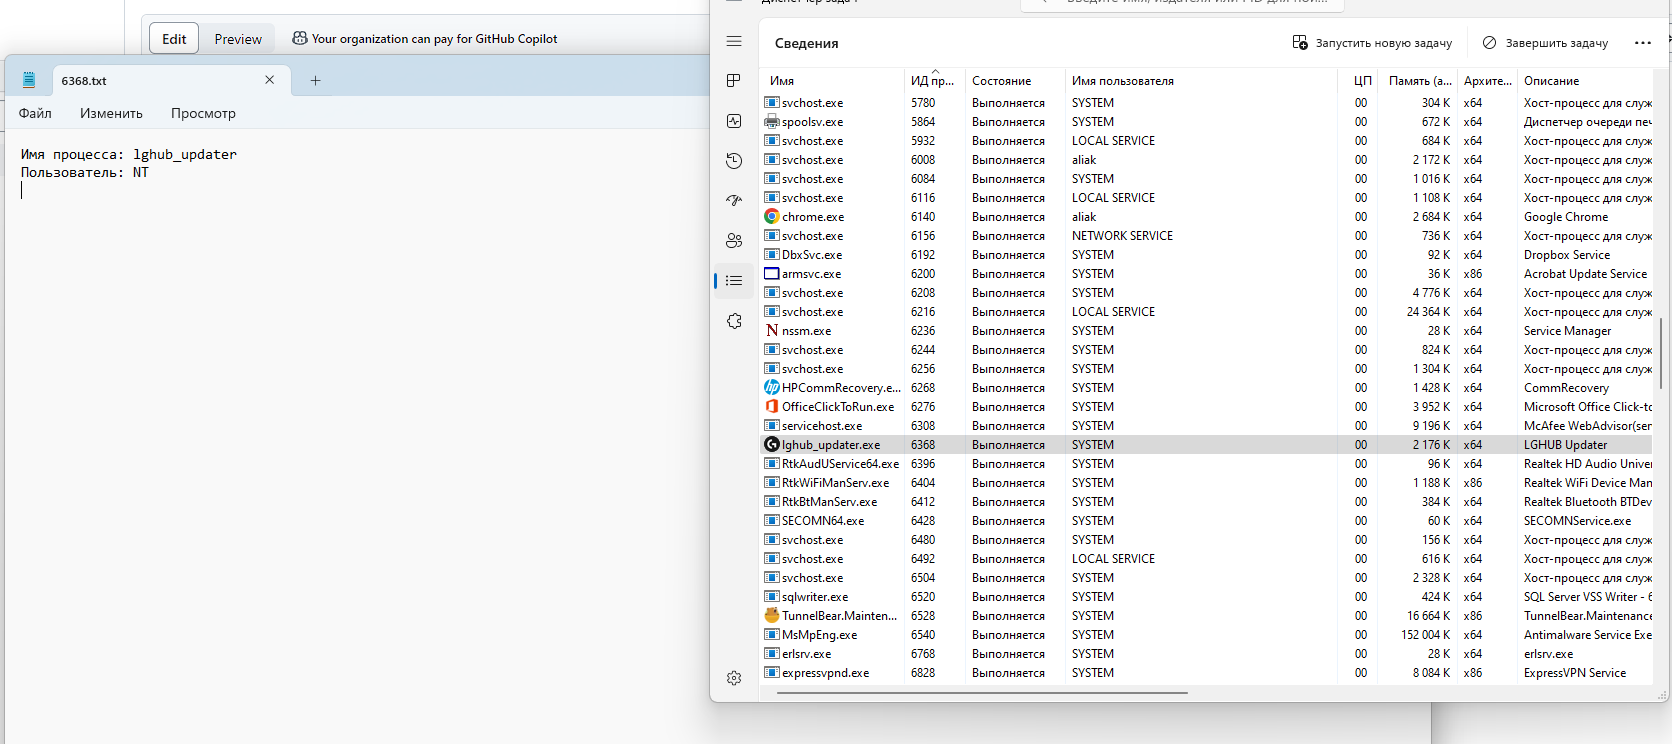 Edit Preview Your organization can pay for GitHub Copilot
6368.txt
Файл Изменить Просмотр
Имя процесса: lghub_updater
Пользователь: NT
Сведения Запустить новую задачу Завершить задачу
Имя ИД пр... Состояние Имя пользователя ЦП Память (а... Архите... Описание
svchost.exe 5780 Выполняется SYSTEM 00 304 K x64 Хост-процесс для служ
spoolsv.exe 5864 Выполняется SYSTEM 00 672 K x64 Диспетчер очереди печ
svchost.exe 5932 Выполняется LOCAL SERVICE 00 684 K x64 Хост-процесс для служ
svchost.exe 6008 Выполняется aliak 00 2 172 K x64 Хост-процесс для служ
svchost.exe 6084 Выполняется SYSTEM 00 1 016 K x64 Хост-процесс для служ
svchost.exe 6116 Выполняется LOCAL SERVICE 00 1 108 K x64 Хост-процесс для служ
chrome.exe 6140 Выполняется aliak 00 2 684 K x64 Google Chrome
svchost.exe 6156 Выполняется NETWORK SERVICE 00 736 K x64 Хост-процесс для служ
DbxSvc.exe 6192 Выполняется SYSTEM 00 92 K x64 Dropbox Service
armsvc.exe 6200 Выполняется SYSTEM 00 36 K x86 Acrobat Update Service
svchost.exe 6208 Выполняется SYSTEM 00 4 776 K x64 Хост-процесс для служ
svchost.exe 6216 Выполняется LOCAL SERVICE 00 24 364 K x64 Хост-процесс для служ
nssm.exe 6236 Выполняется SYSTEM 00 28 K x64 Service Manager
svchost.exe 6244 Выполняется SYSTEM 00 824 K x64 Хост-процесс для служ
svchost.exe 6256 Выполняется SYSTEM 00 1 304 K x64 Хост-процесс для служ
HPCommRecovery.e... 6268 Выполняется SYSTEM 00 1 428 K x64 CommRecovery
OfficeClickToRun.exe 6276 Выполняется SYSTEM 00 3 952 K x64 Microsoft Office Click-to
servicehost.exe 6308 Выполняется SYSTEM 00 9 196 K x64 McAfee WebAdvisor(ser
lghub_updater.exe 6368 Выполняется SYSTEM 00 2 176 K x64 LGHUB Updater
RtkAudUService64.exe 6396 Выполняется SYSTEM 00 96 K x64 Realtek HD Audio Univer
RtkWiFiManServ.exe 6404 Выполняется SYSTEM 00 1 188 K x86 Realtek WiFi Device Man
RtkBtManServ.exe 6412 Выполняется SYSTEM 00 384 K x64 Realtek Bluetooth BTDev
SECOMN64.exe 6428 Выполняется SYSTEM 00 60 K x64 SECOMNService.exe
svchost.exe 6480 Выполняется SYSTEM 00 156 K x64 Хост-процесс для служ
svchost.exe 6492 Выполняется LOCAL SERVICE 00 616 K x64 Хост-процесс для служ
svchost.exe 6504 Выполняется SYSTEM 00 2 328 K x64 Хост-процесс для служ
sqlwriter.exe 6520 Выполняется SYSTEM 00 424 K x64 SQL Server VSS Writer - 6
TunnelBear.Mainten... 6528 Выполняется SYSTEM 00 16 664 K x86 TunnelBear.Maintenance
MsMpEng.exe 6540 Выполняется SYSTEM 00 152 004 K x64 Antimalware Service Exe
erlsrv.exe 6768 Выполняется SYSTEM 00 28 K x64 erlsrv.exe
expressvpnd.exe 6828 Выполняется SYSTEM 00 8 084 K x64 ExpressVPN Service